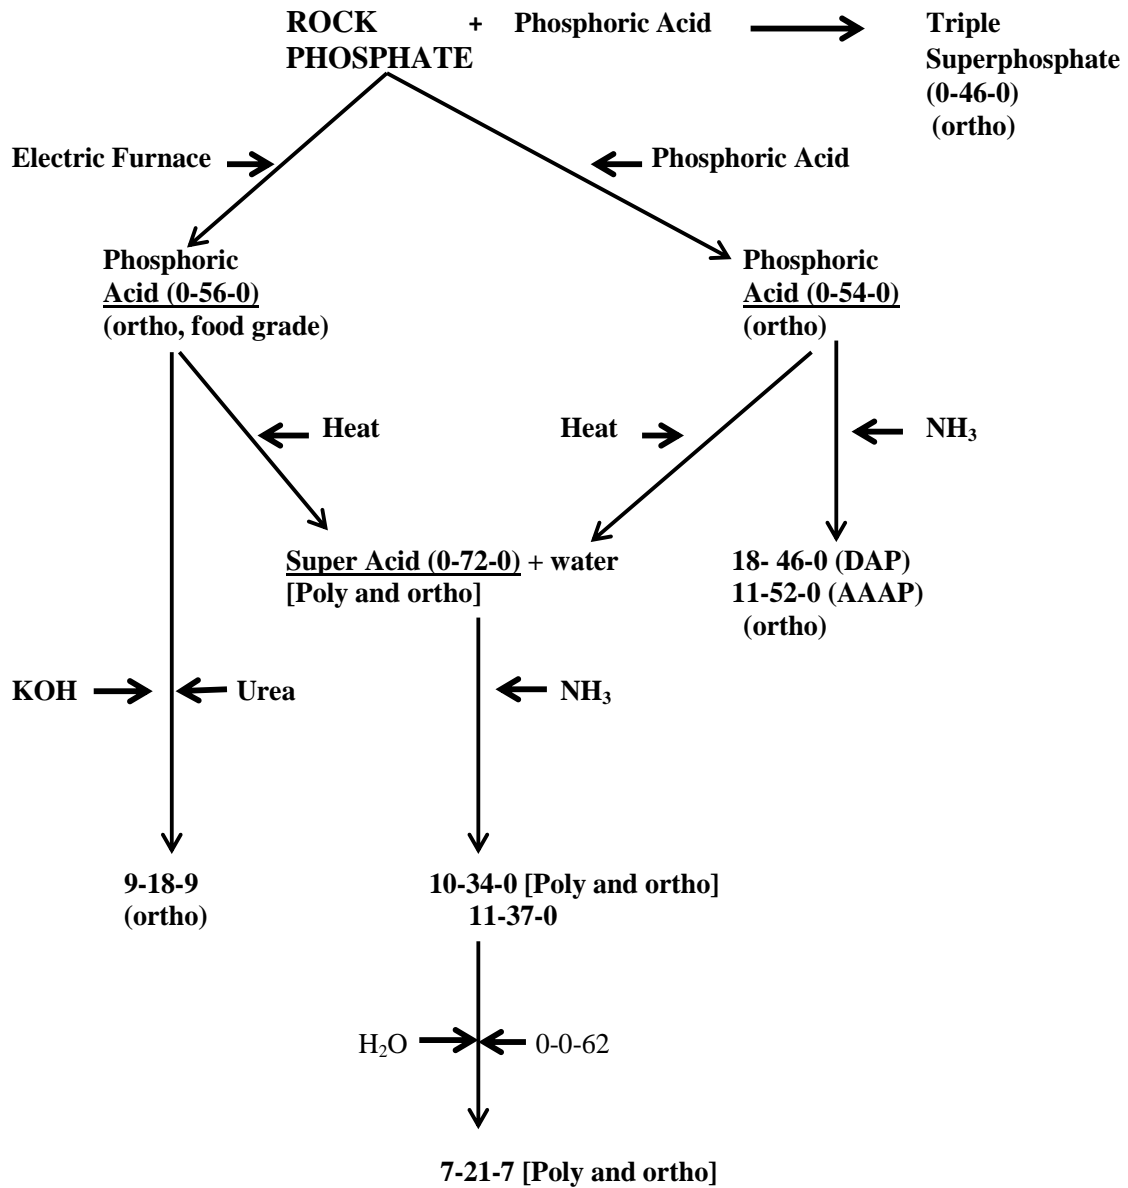 ROCK + Phosphoric Acid Triple
PHOSPHATE Superphosphate
(0-46-0)
(ortho)
Electric Furnace Phosphoric Acid
Phosphoric Phosphoric
Acid (0-56-0) Acid (0-54-0)
(ortho, food grade) (ortho)
Heat Heat NH₃
Super Acid (0-72-0) + water 18- 46-0 (DAP)
[Poly and ortho] 11-52-0 (AAAP)
(ortho)
KOH Urea NH₃
9-18-9 10-34-0 [Poly and ortho]
(ortho) 11-37-0
H₂O 0-0-62
7-21-7 [Poly and ortho]